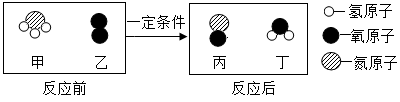 一定条件
甲 乙 丙 丁
反应前 反应后
氢原子
氧原子
氮原子